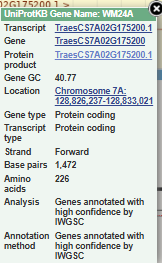 02G175200.1 >
UniProtKB Gene Name: WM24A
Transcript TraesCS7A02G175200.1
Gene TraesCS7A02G175200
Protein product TraesCS7A02G175200.1
Gene GC 40.77
Location Chromosome 7A: 128,826,237-128,833,021
Gene type Protein coding
Transcript type Protein coding
Strand Forward
Base pairs 1,472
Amino acids 226
Analysis Genes annotated with high confidence by IWGSC
Annotation method Genes annotated with high confidence by IWGSC